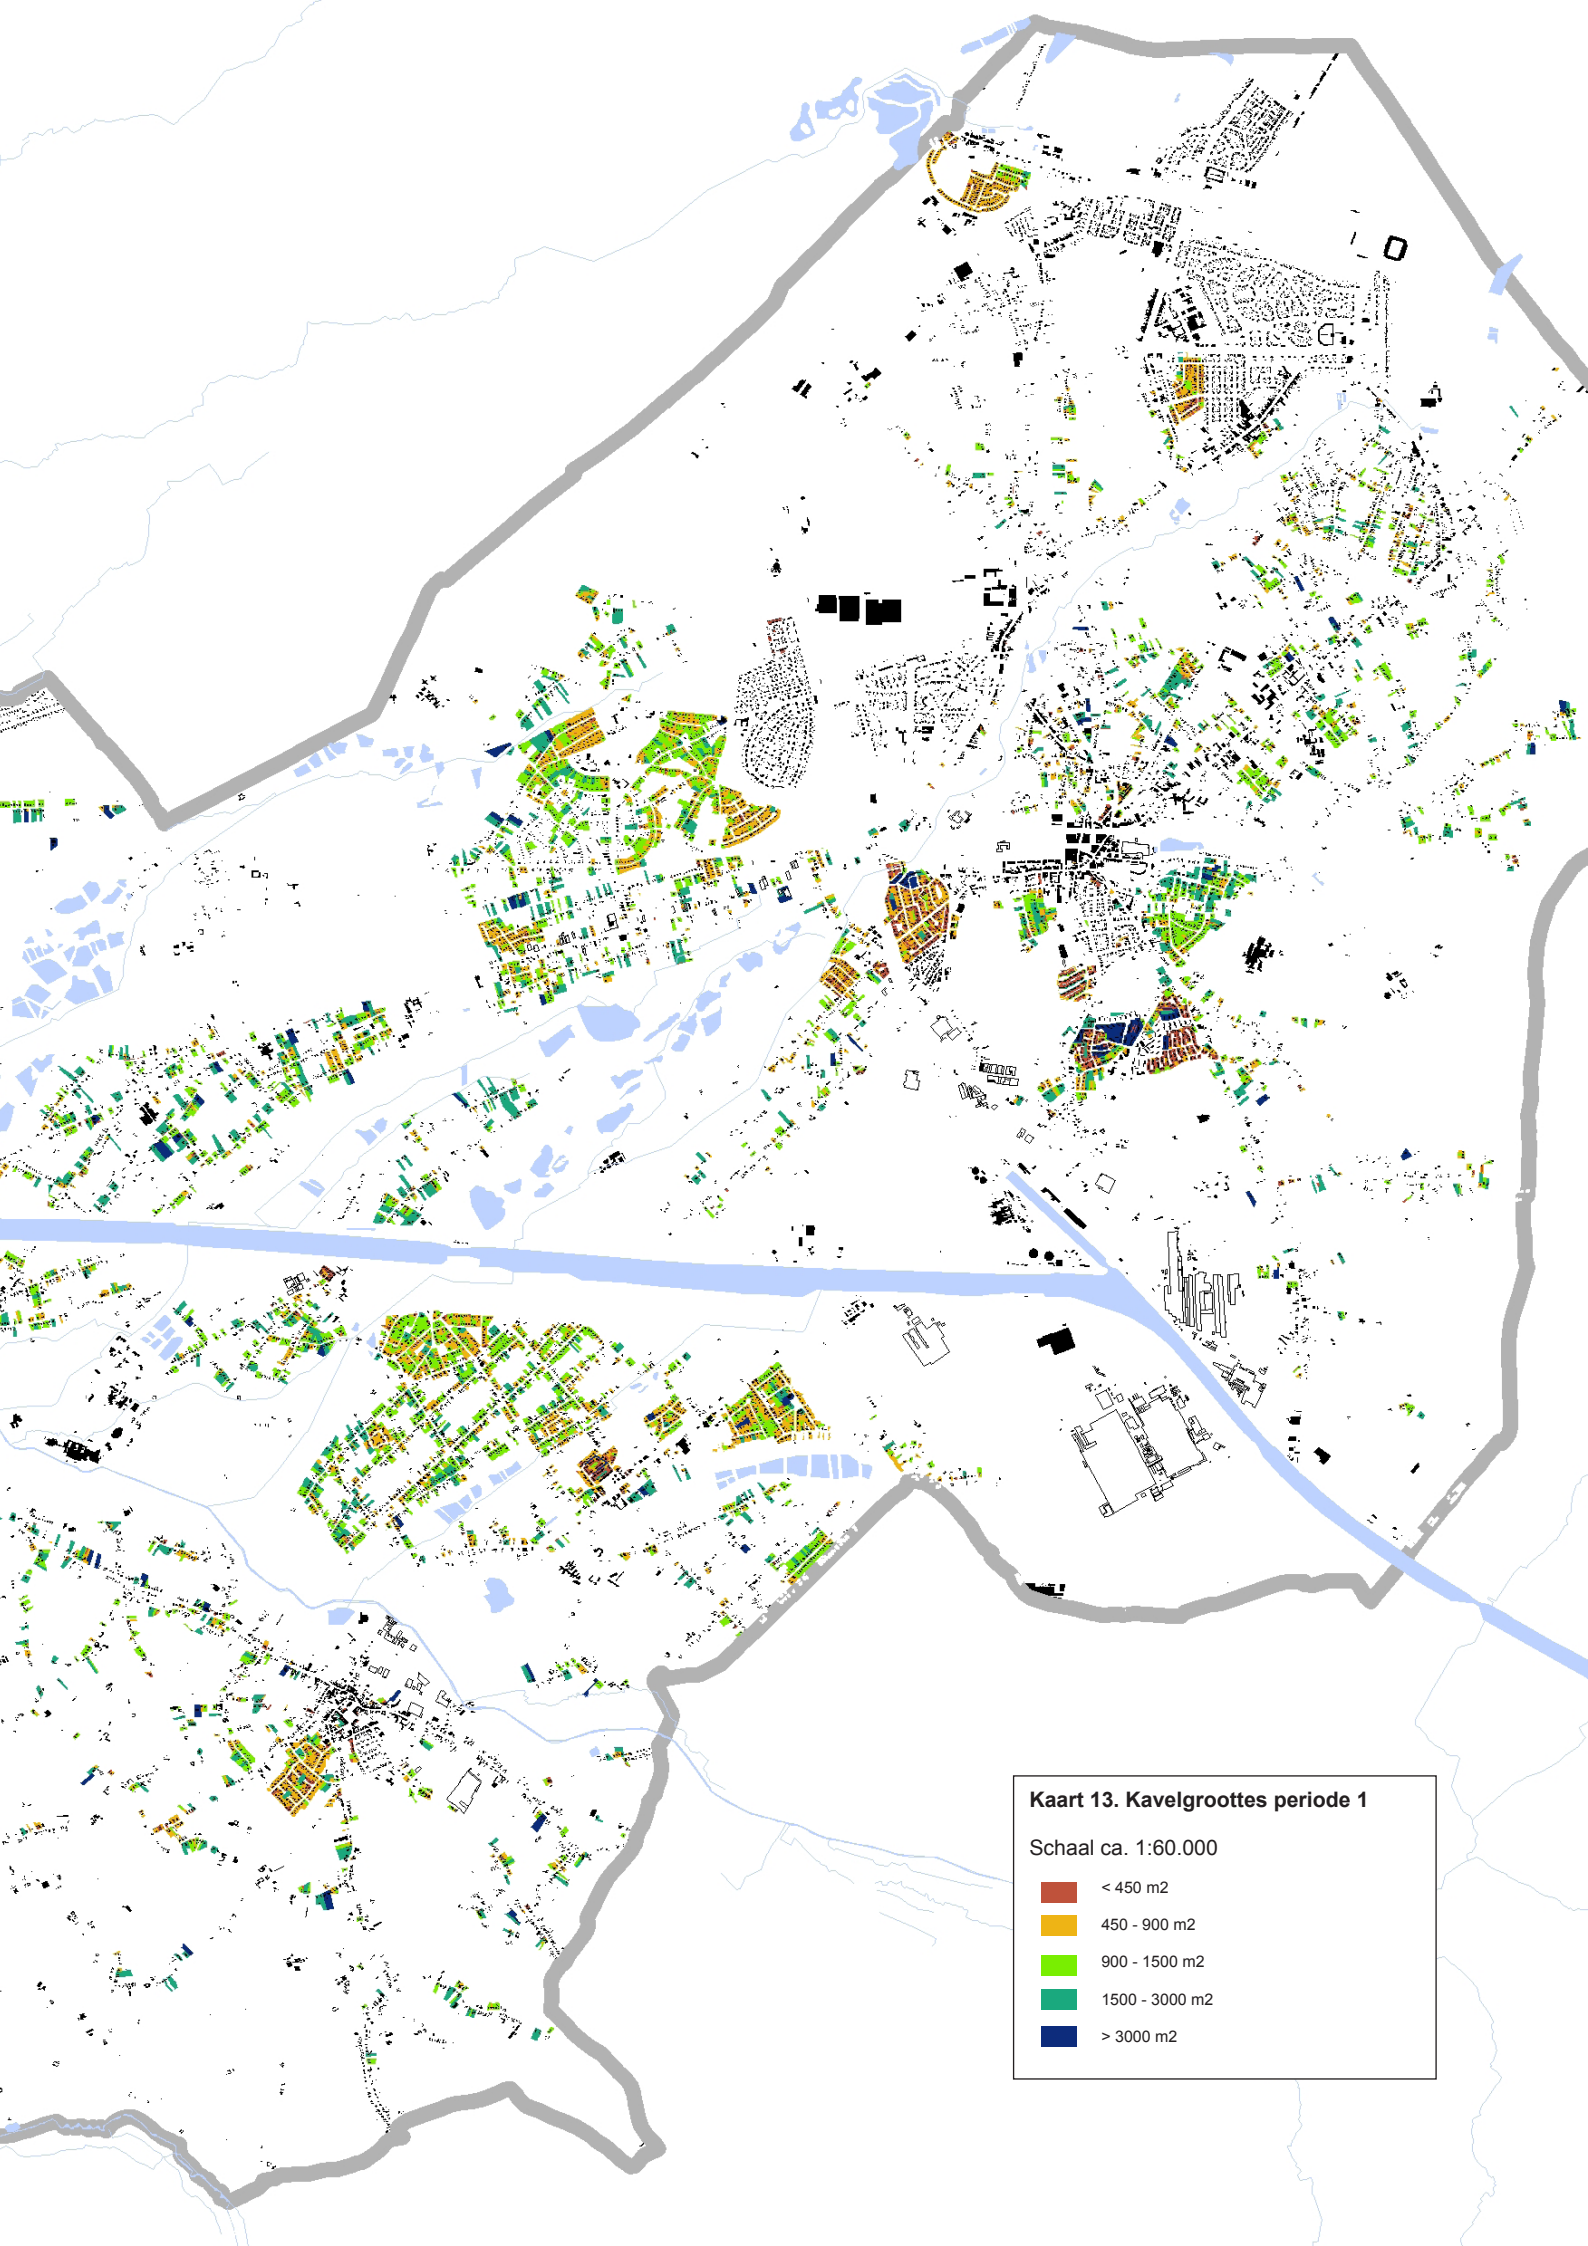 Kaart 13. Kavelgroottes periode 1
Schaal ca. 1:60.000
< 450 m2
450 - 900 m2
900 - 1500 m2
1500 - 3000 m2
> 3000 m2